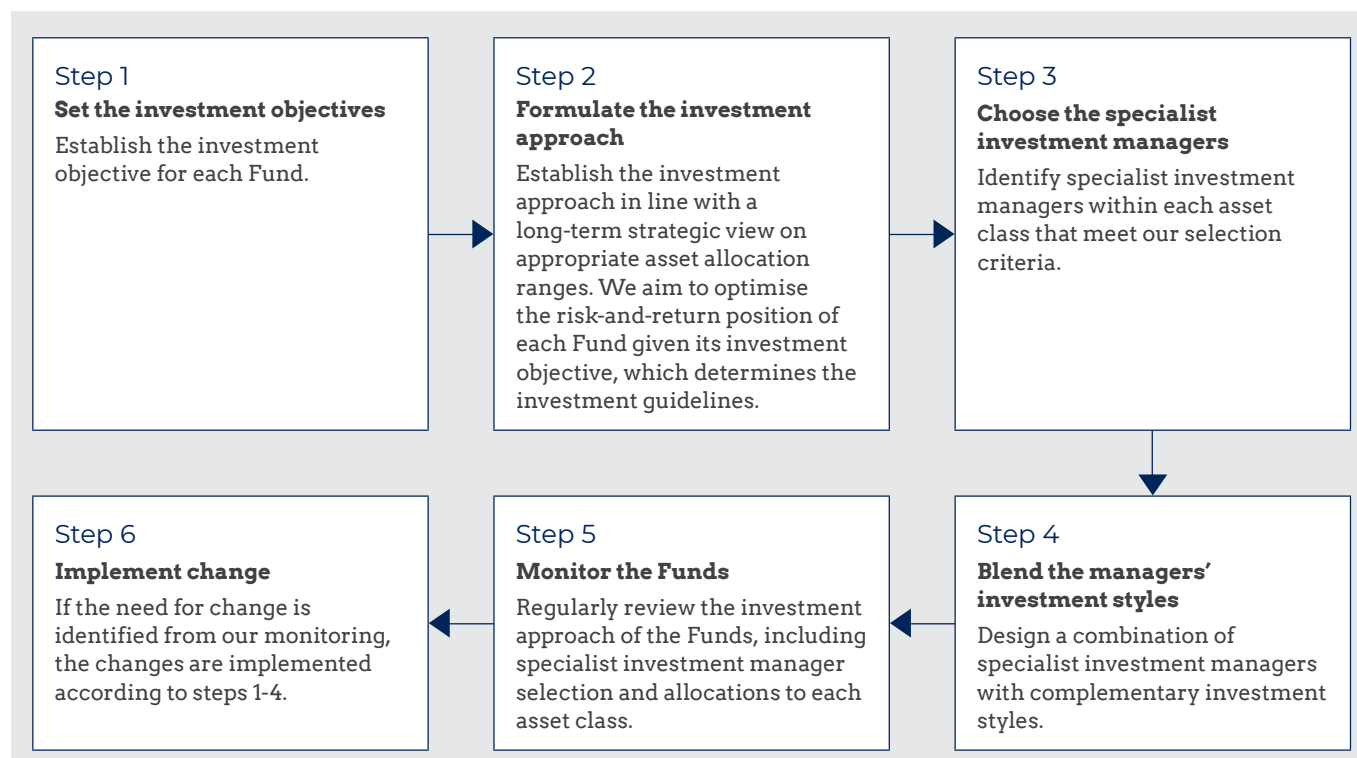 Step 1
Set the investment objectives
Establish the investment
objective for each Fund.
Step 2
Formulate the investment
approach
Establish the investment
approach in line with a
long-term strategic view on
appropriate asset allocation
ranges. We aim to optimise
the risk-and-return position of
each Fund given its investment
objective, which determines the
investment guidelines.
Step 3
Choose the specialist
investment managers
Identify specialist investment
managers within each asset
class that meet our selection
criteria.
Step 4
Blend the managers’
investment styles
Design a combination of
specialist investment managers
with complementary investment
styles.
Step 5
Monitor the Funds
Regularly review the investment
approach of the Funds, including
specialist investment manager
selection and allocations to each
asset class.
Step 6
Implement change
If the need for change is
identified from our monitoring,
the changes are implemented
according to steps 1-4.